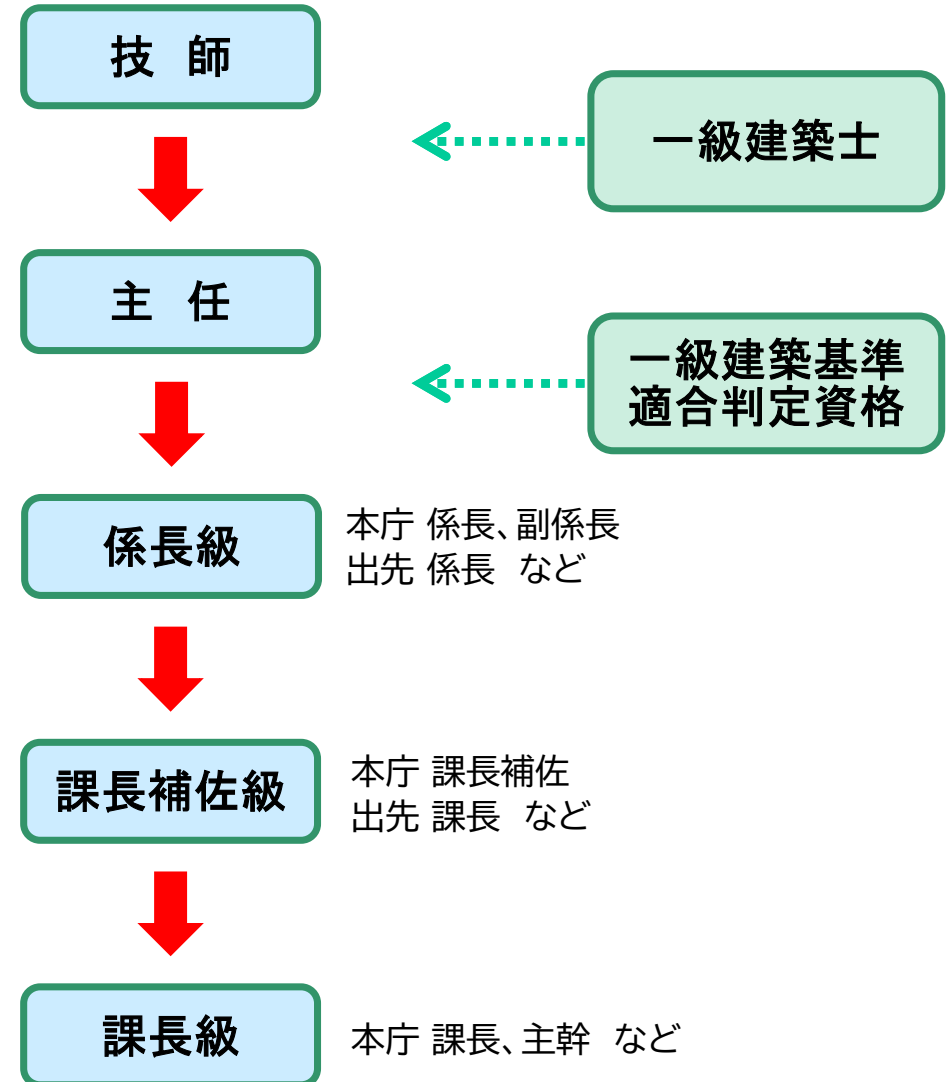 技 師
一級建築士
主 任
一級建築基準
適合判定資格
係長級
本庁 係長、副係長
出先 係長 など
課長補佐級
本庁 課長補佐
出先 課長 など
課長級
本庁 課長、主幹 など